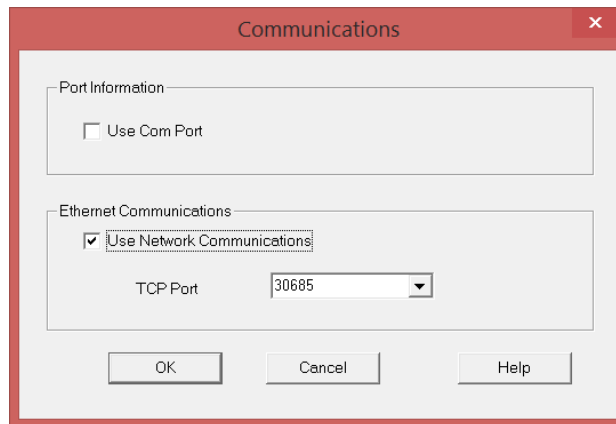 Communications
Port Information
Use Com Port
Ethernet Communications
Use Network Communications
TCP Port 30685
OK Cancel Help